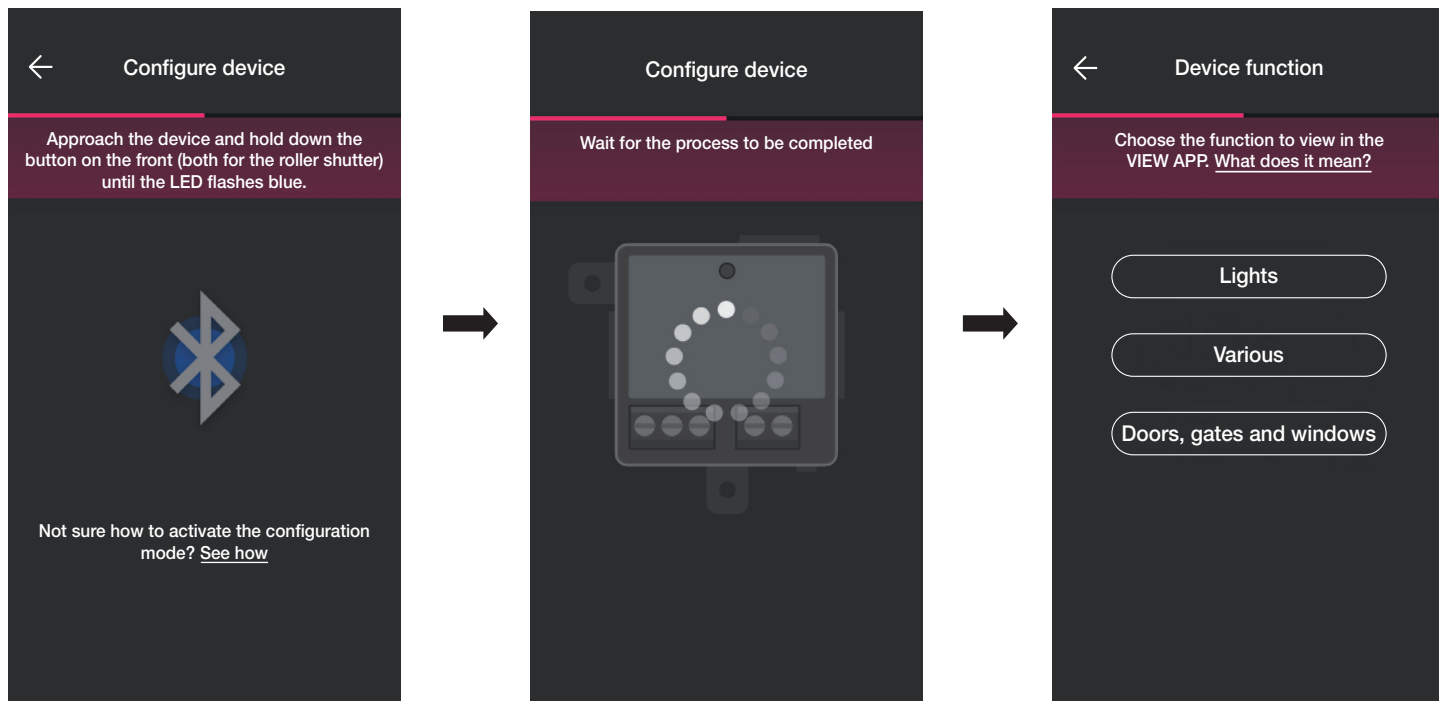 Configure device
Approach the device and hold down the
button on the front (both for the roller shutter)
until the LED flashes blue.
Not sure how to activate the configuration
mode? See how
Configure device
Wait for the process to be completed
Device function
Choose the function to view in the
VIEW APP. What does it mean?
Lights
Various
Doors, gates and windows